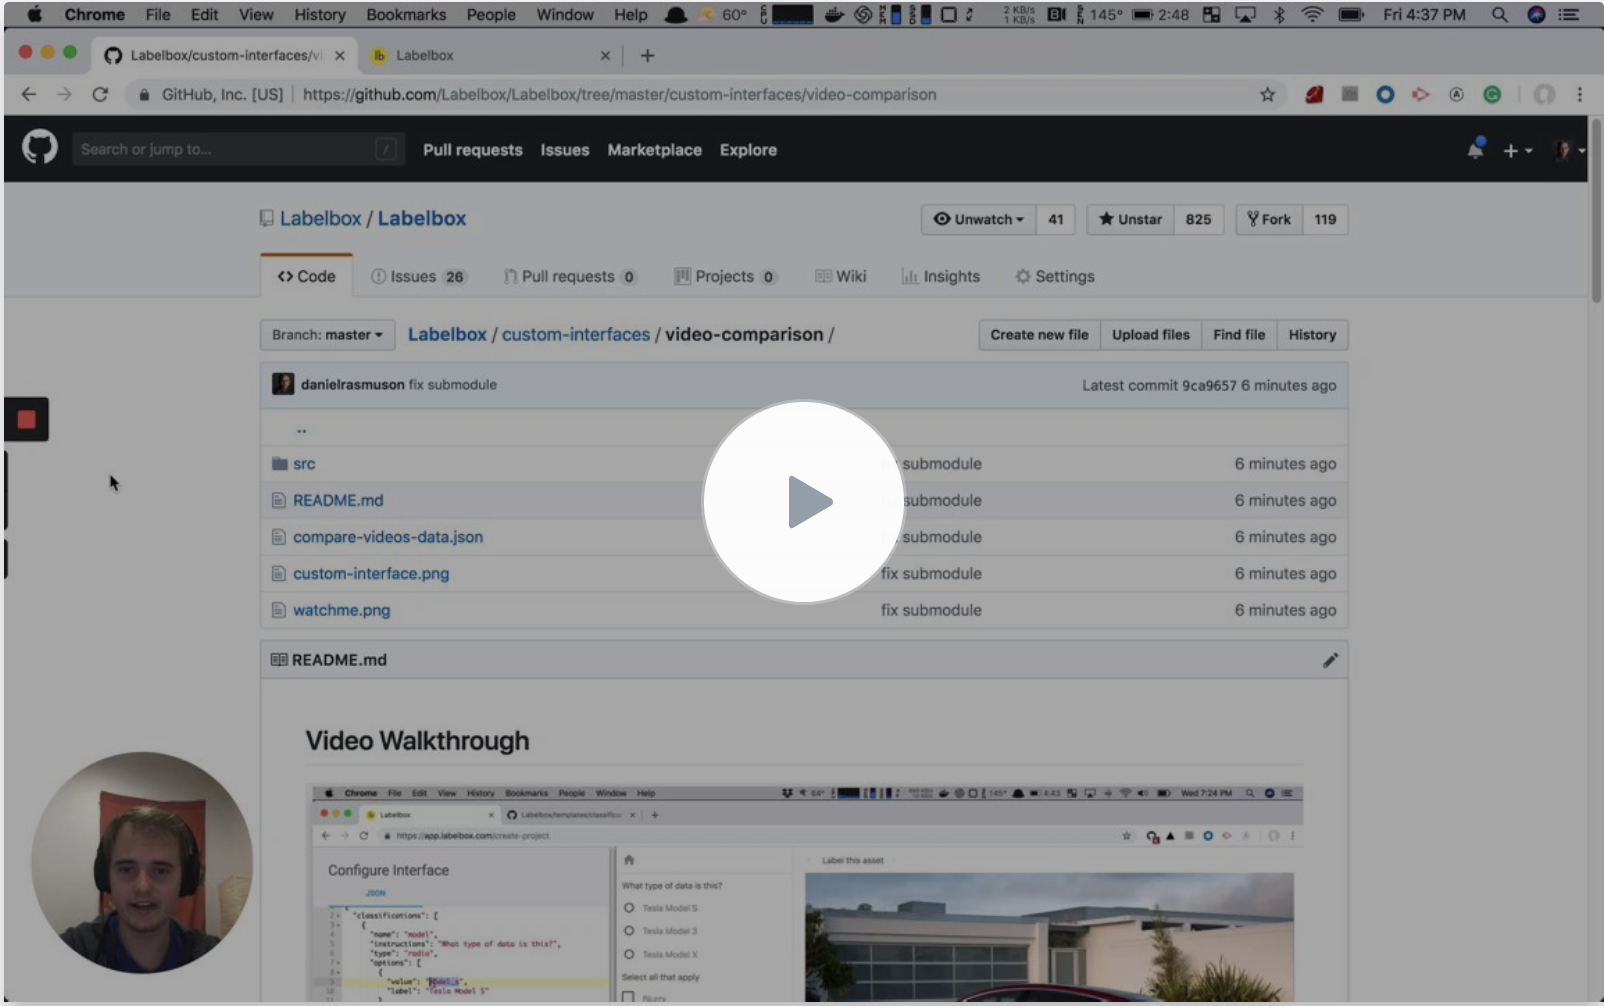 Chrome File Edit View History Bookmarks People Window Help 60° 2 KB/s 1 KB/s 145° 2:48 Fri 4:37 PM
Labelbox/custom-interfaces/vi Labelbox
GitHub, Inc. [US] https://github.com/Labelbox/Labelbox/tree/master/custom-interfaces/video-comparison
Search or jump to... / Pull requests Issues Marketplace Explore
Labelbox / Labelbox Unwatch 41 Unstar 825 Fork 119
Code Issues 26 Pull requests 0 Projects 0 Wiki Insights Settings
Branch: master Labelbox / custom-interfaces / video-comparison / Create new file Upload files Find file History
danielrasmuson fix submodule Latest commit 9ca9657 6 minutes ago
..
src submodule 6 minutes ago
README.md submodule 6 minutes ago
compare-videos-data.json submodule 6 minutes ago
custom-interface.png fix submodule 6 minutes ago
watchme.png fix submodule 6 minutes ago
README.md
Video Walkthrough
Chrome File Edit View History Bookmarks People Window Help Wed 7:24 PM
Labelbox
https://app.labelbox.com/create-project
Configure Interface Label this asset
JSON What type of data is this?
"classifications": [ Tesla Model S
{
"name": "model", Tesla Model 3
"instructions": "What type of data is this?",
"type": "radio", Tesla Model X
"options": [
{ Select all that apply
"value": "model_s",
"label": "Tesla Model S"
}